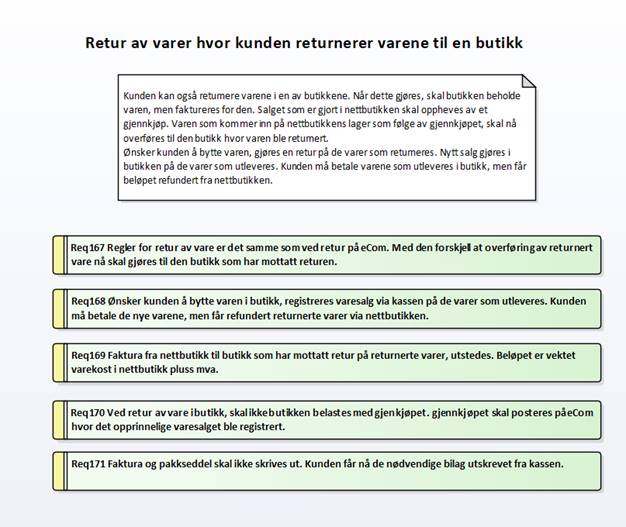 Retur av varer hvor kunden returnerer varene til en butikk
Kunden kan også returnere varene i en av butikkene. Når dette gjøres, skal butikken beholde
varen, men faktureres for den. Salget som er gjort i nettbutikken skal oppheves av et
gjennkjøp. Varen som kommer inn på nettbutikkens lager som følge av gjennkjøpet, skal nå
overføres til den butikk hvor varen ble returnert.
Ønsker kunden å bytte varen, gjøres en retur på de varer som returneres. Nytt salg gjøres i
butikken på de varer som utleveres. Kunden må betale varene som utleveres i butikk, men får
beløpet refundert fra nettbutikken.
Req167 Regler for retur av vare er det samme som ved retur på eCom. Med den forskjell at overføring av returnert
vare nå skal gjøres til den butikk som har mottatt returen.
Req168 Ønsker kunden å bytte varen i butikk, registreres varesalg via kassen på de varer som utleveres. Kunden
må betale de nye varene, men får refundert returnerte varer via nettbutikken.
Req169 Faktura fra nettbutikk til butikk som har mottatt retur på returnerte varer, utstedes. Beløpet er vektet
varekost i nettbutikk pluss mva.
Req170 Ved retur av vare i butikk, skal ikke butikken belastes med gjenkjøpet. gjennkjøpet skal posteres på eCom
hvor det opprinnelige varesalget ble registrert.
Req171 Faktura og pakkseddel skal ikke skrives ut. Kunden får nå de nødvendige bilag utskrevet fra kassen.